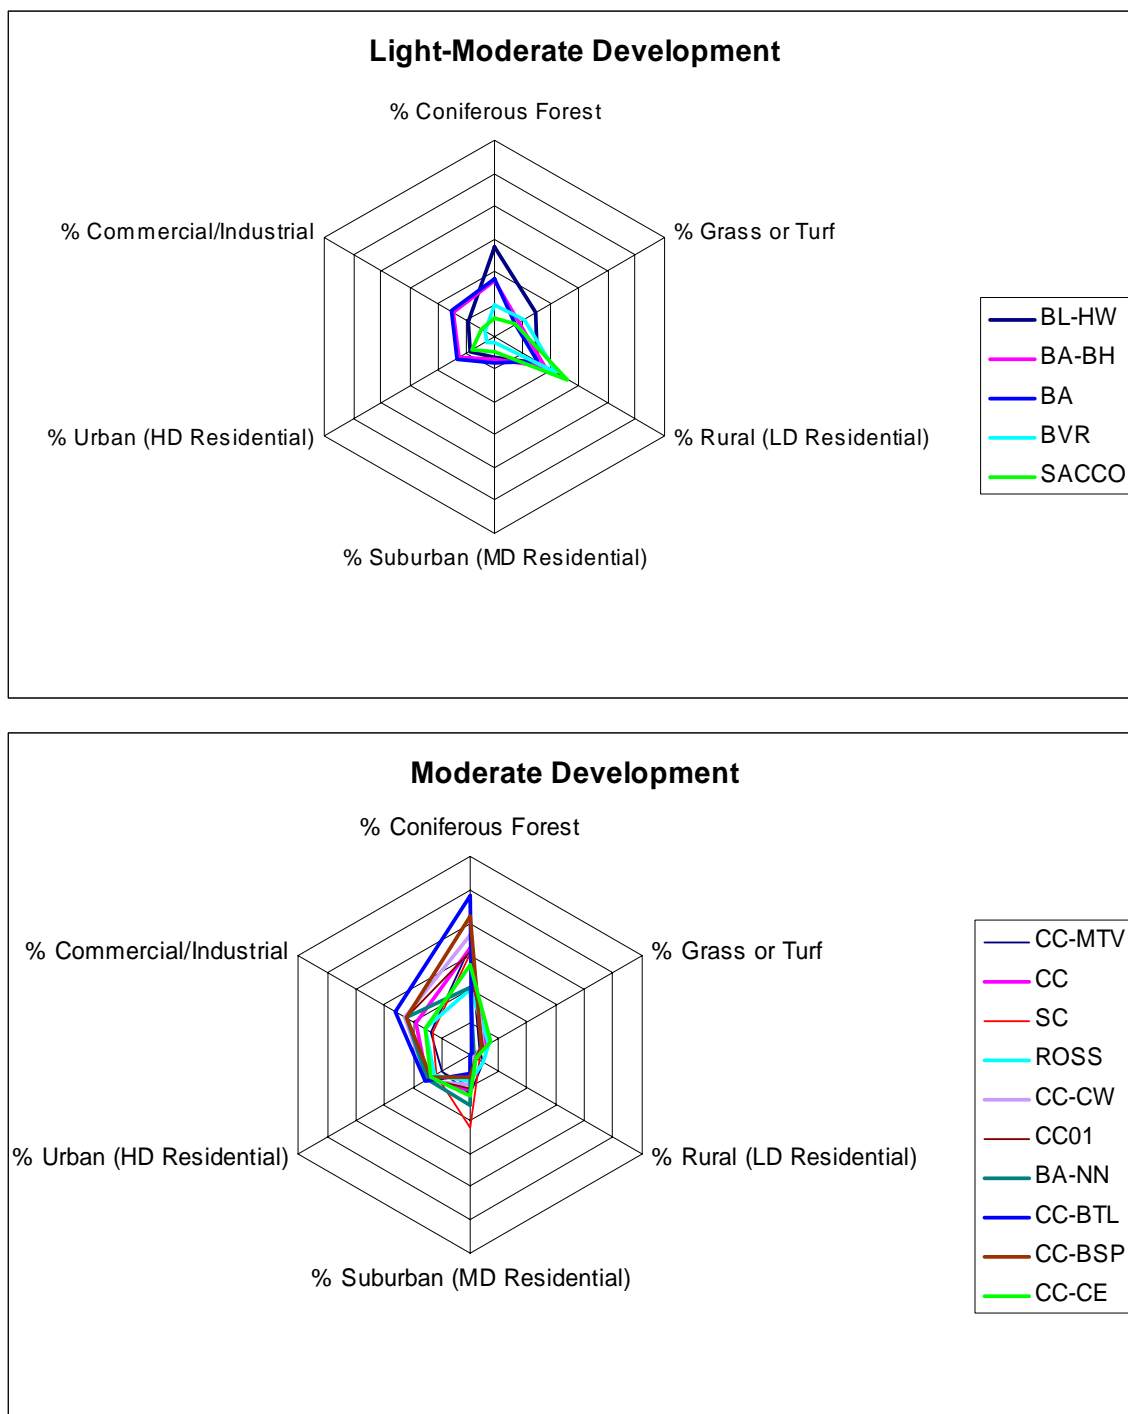 Light-Moderate Development
% Coniferous Forest
% Commercial/Industrial
% Grass or Turf
% Urban (HD Residential)
% Rural (LD Residential)
% Suburban (MD Residential)
BL-HW
BA-BH
BA
BVR
SACCO
Moderate Development
% Coniferous Forest
% Commercial/Industrial
% Grass or Turf
% Urban (HD Residential)
% Rural (LD Residential)
% Suburban (MD Residential)
CC-MTV
CC
SC
ROSS
CC-CW
CC01
BA-NN
CC-BTL
CC-BSP
CC-CE